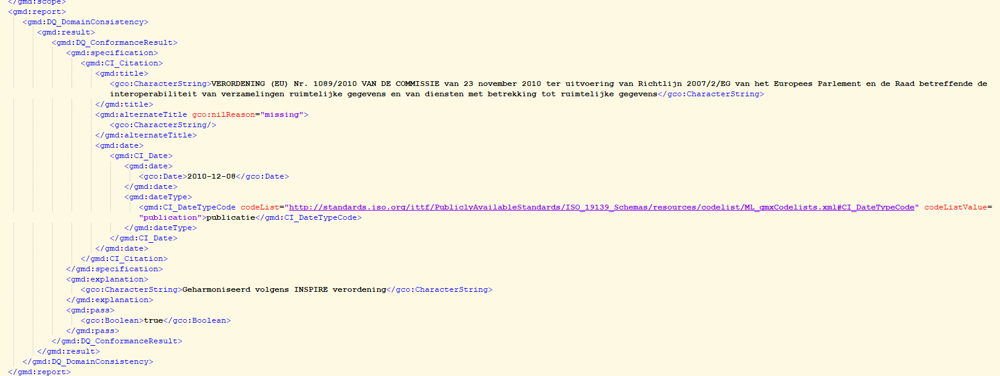 </gmd:scope>
<gmd:report>
<gmd:DQ_DomainConsistency>
<gmd:result>
<gmd:DQ_ConformanceResult>
<gmd:specification>
<gmd:CI_Citation>
<gmd:title>
<gco:CharacterString>VERORDENING (EU) Nr. 1089/2010 VAN DE COMMISSIE van 23 november 2010 ter uitvoering van Richtlijn 2007/2/EG van het Europees Parlement en de Raad betreffende de
interoperabiliteit van verzamelingen ruimtelijke gegevens en van diensten met betrekking tot ruimtelijke gegevens</gco:CharacterString>
</gmd:title>
<gmd:alternateTitle gco:nilReason="missing">
<gco:CharacterString/>
</gmd:alternateTitle>
<gmd:date>
<gmd:CI_Date>
<gmd:date>
<gco:Date>2010-12-08</gco:Date>
</gmd:date>
<gmd:dateType>
<gmd:CI_DateTypeCode codeList="http://standards.iso.org/ittf/PubliclyAvailableStandards/ISO_19139_Schemas/resources/codelist/ML_gmxCodelists.xml#CI_DateTypeCode" codeListValue=
"publication">publicatie</gmd:CI_DateTypeCode>
</gmd:dateType>
</gmd:CI_Date>
</gmd:date>
</gmd:CI_Citation>
</gmd:specification>
<gmd:explanation>
<gco:CharacterString>Geharmoniseerd volgens INSPIRE verordening</gco:CharacterString>
</gmd:explanation>
<gmd:pass>
<gco:Boolean>true</gco:Boolean>
</gmd:pass>
</gmd:DQ_ConformanceResult>
</gmd:result>
</gmd:DQ_DomainConsistency>
</gmd:report>